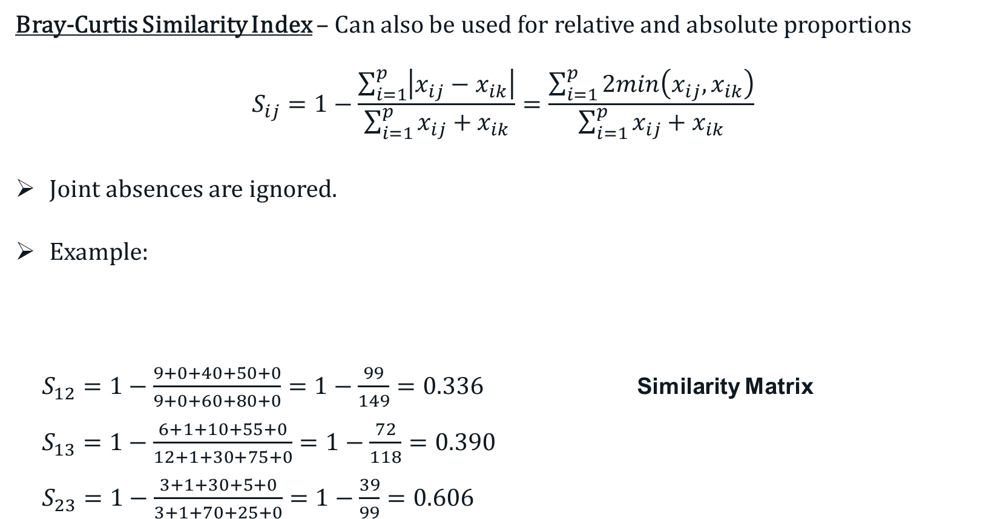 Bray-Curtis Similarity Index – Can also be used for relative and absolute proportions
$S_{ij} = 1 - \frac{\sum_{i=1}^{p}|x_{ij} - x_{ik}|}{\sum_{i=1}^{p} x_{ij} + x_{ik}} = \frac{\sum_{i=1}^{p} 2min(x_{ij}, x_{ik})}{\sum_{i=1}^{p} x_{ij} + x_{ik}}$
➢ Joint absences are ignored.
➢ Example:
$S_{12} = 1 - \frac{9+0+40+50+0}{9+0+60+80+0} = 1 - \frac{99}{149} = 0.336$
Similarity Matrix
$S_{13} = 1 - \frac{6+1+10+55+0}{12+1+30+75+0} = 1 - \frac{72}{118} = 0.390$
$S_{23} = 1 - \frac{3+1+30+5+0}{3+1+70+25+0} = 1 - \frac{39}{99} = 0.606$